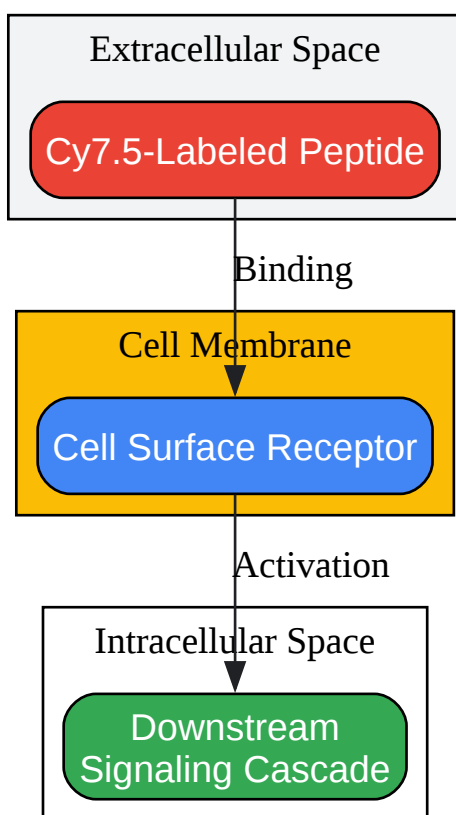 Extracellular Space
Cy7.5-Labeled Peptide
Binding
Cell Membrane
Cell Surface Receptor
Activation
Intracellular Space
Downstream
Signaling Cascade